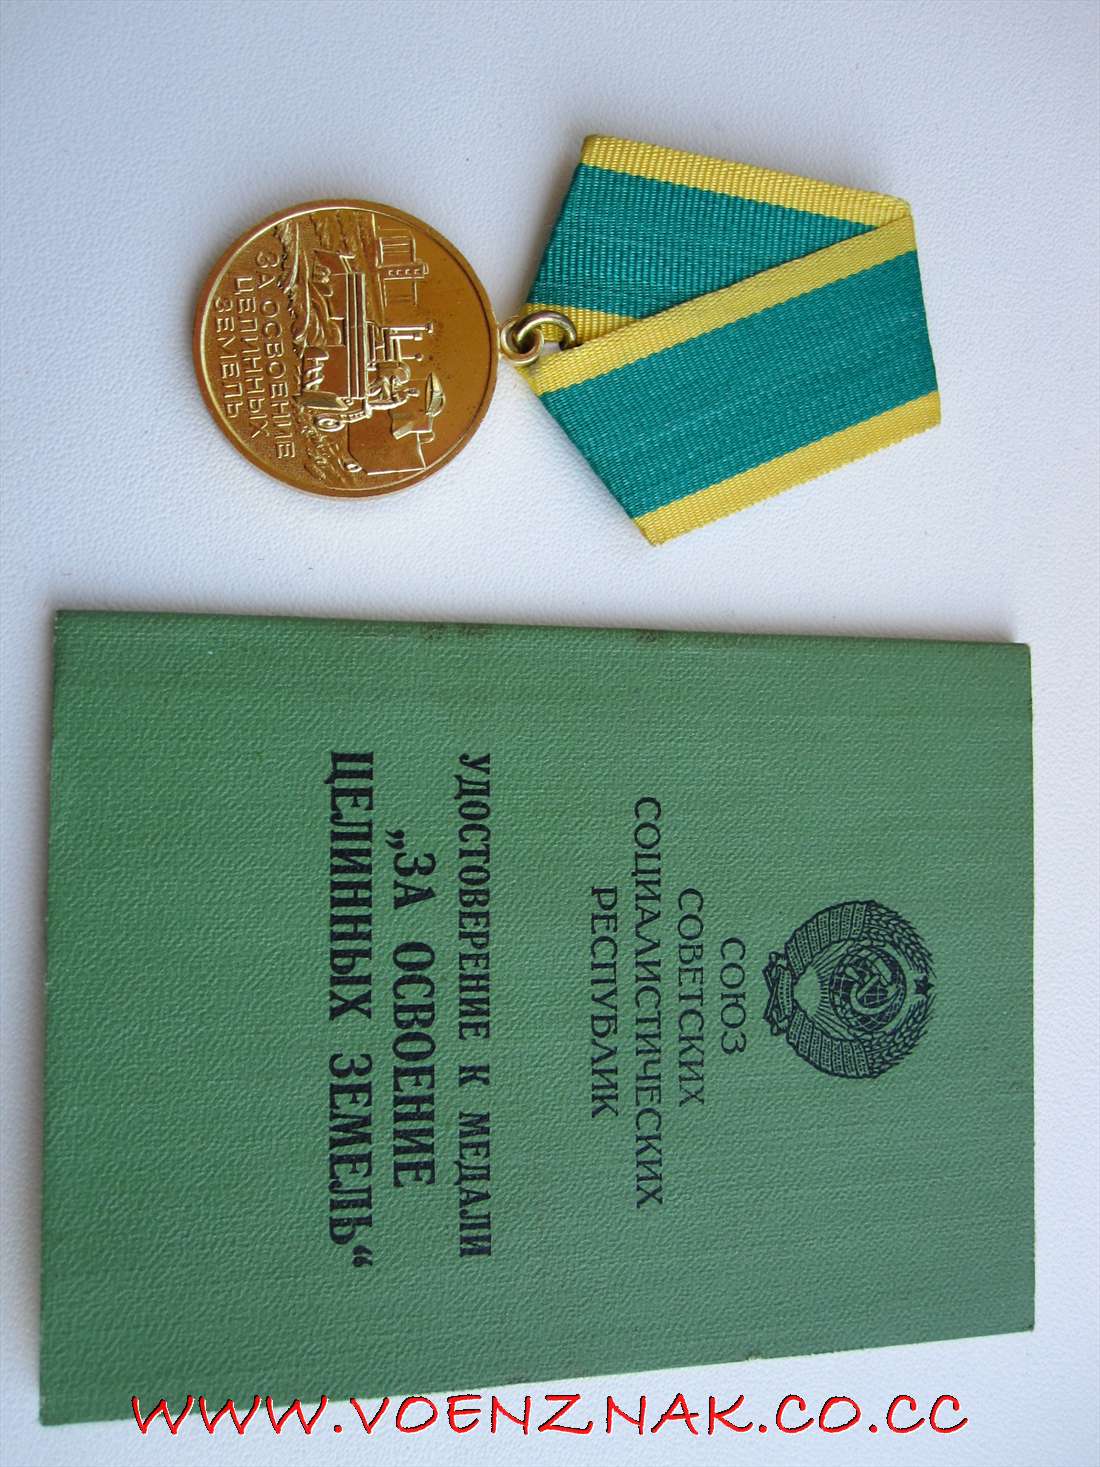 ЗА ОСВОЕНИЕ
ЦЕЛИННЫХ
ЗЕМЕЛЬ
СОЮЗ
СОВЕТСКИХ
СОЦИАЛИСТИЧЕСКИХ
РЕСПУБЛИК
УДОСТОВЕРЕНИЕ К МЕДАЛИ
„ЗА ОСВОЕНИЕ
ЦЕЛИННЫХ ЗЕМЕЛЬ“
WWW.VOENZNAK.CO.CC